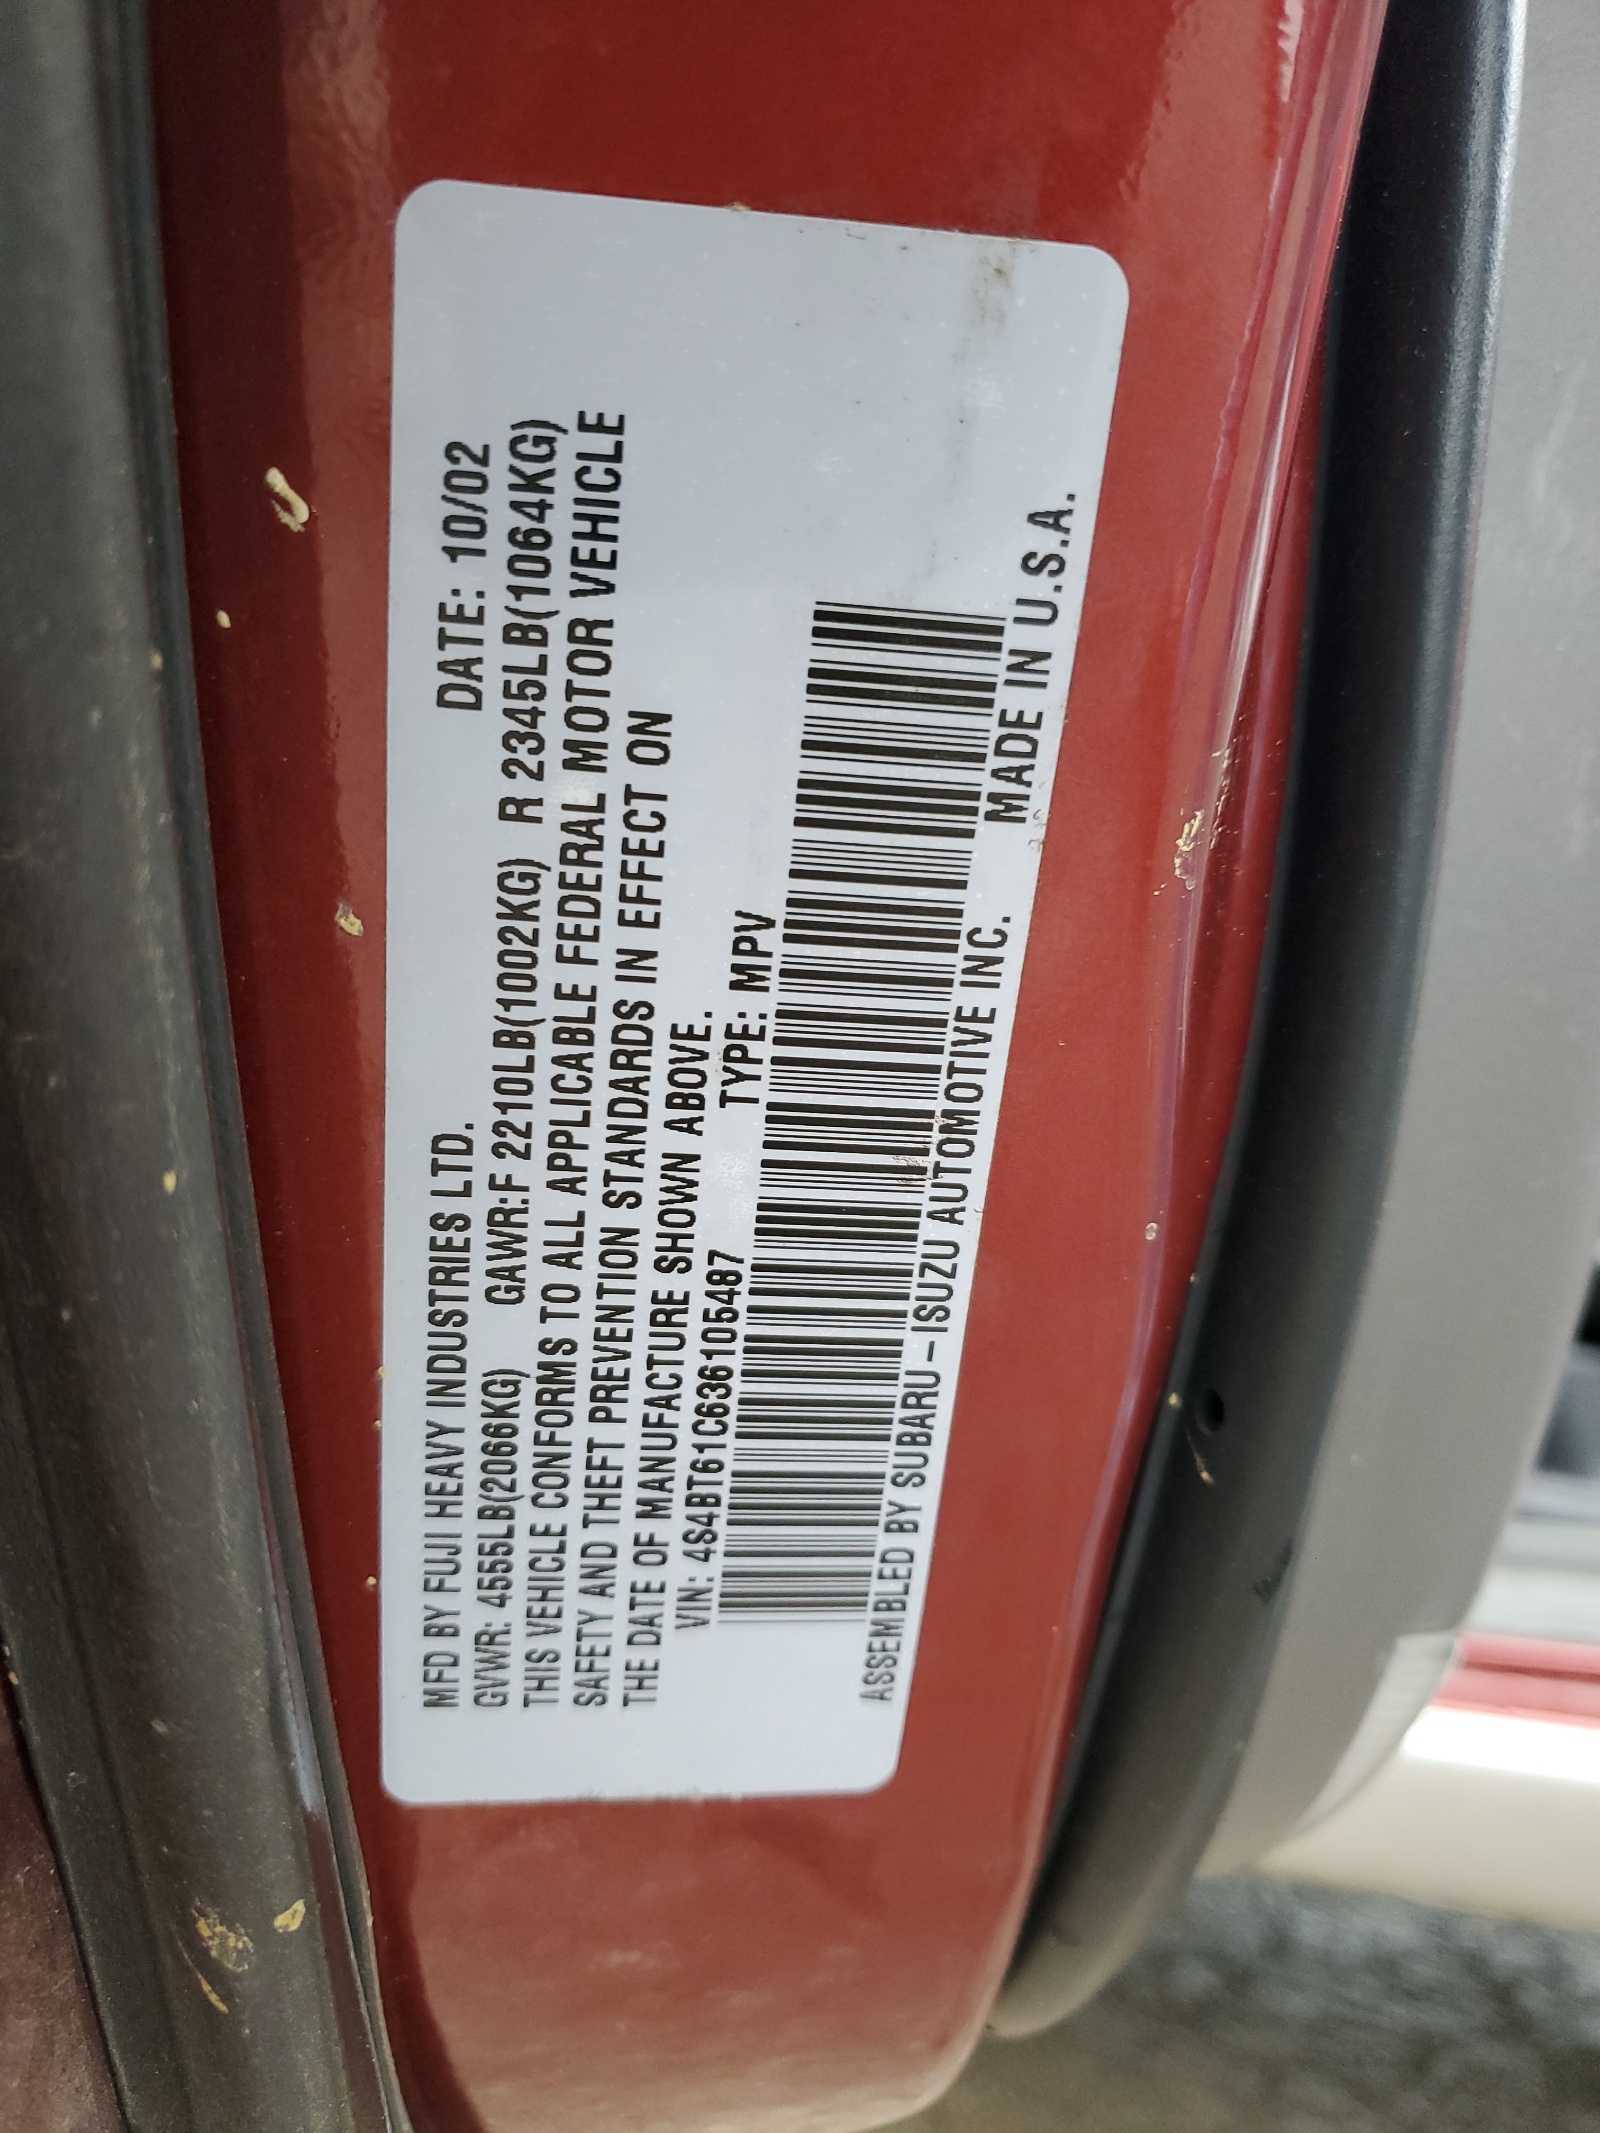 MFD BY FUJI HEAVY INDUSTRIES LTD. DATE: 10/02
GVWR: 4555LB(2066KG) GAWR:F 2210LB(1002KG) R 2345LB(1064KG)
THIS VEHICLE CONFORMS TO ALL APPLICABLE FEDERAL MOTOR VEHICLE
SAFETY AND THEFT PREVENTION STANDARDS IN EFFECT ON
THE DATE OF MANUFACTURE SHOWN ABOVE.
VIN: 4S4BT61C636105487 TYPE: MPV
ASSEMBLED BY SUBARU-ISUZU AUTOMOTIVE INC. MADE IN U.S.A.